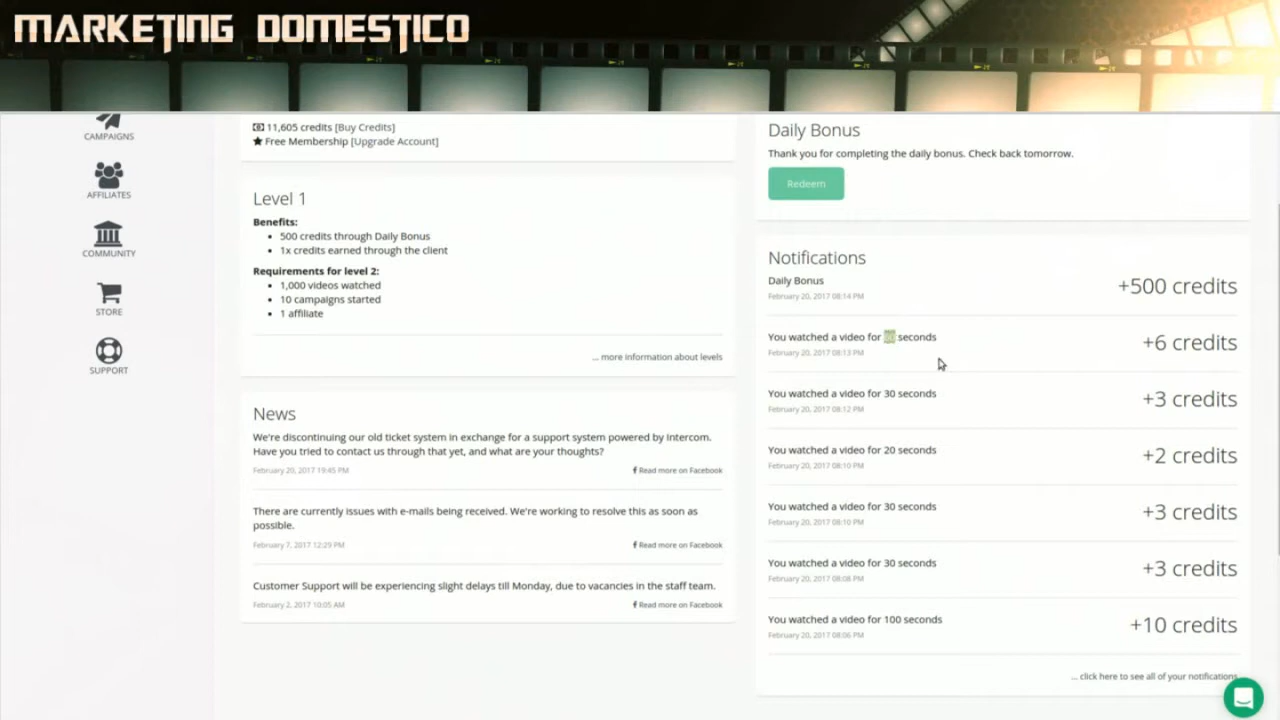 MARKETING DOMESTICO
CAMPAIGNS
AFFILIATES
COMMUNITY
STORE
SUPPORT
11,605 credits [Buy Credits]
Free Membership [Upgrade Account]
Level 1
Benefits:
500 credits through Daily Bonus
1x credits earned through the client
Requirements for level 2:
1,000 videos watched
10 campaigns started
1 affiliate
... more information about levels
News
We're discontinuing our old ticket system in exchange for a support system powered by Intercom.
Have you tried to contact us through that yet, and what are your thoughts?
February 20, 2017 19:45 PM
Read more on Facebook
There are currently issues with e-mails being received. We're working to resolve this as soon as
possible.
February 7, 2017 12:29 PM
Read more on Facebook
Customer Support will be experiencing slight delays till Monday, due to vacancies in the staff team.
February 2, 2017 10:05 AM
Read more on Facebook
Daily Bonus
Thank you for completing the daily bonus. Check back tomorrow.
Redeem
Notifications
Daily Bonus
February 20, 2017 08:14 PM
+500 credits
You watched a video for seconds
February 20, 2017 08:13 PM
+6 credits
You watched a video for 30 seconds
February 20, 2017 08:12 PM
+3 credits
You watched a video for 20 seconds
February 20, 2017 08:10 PM
+2 credits
You watched a video for 30 seconds
February 20, 2017 08:10 PM
+3 credits
You watched a video for 30 seconds
February 20, 2017 08:08 PM
+3 credits
You watched a video for 100 seconds
February 20, 2017 08:06 PM
+10 credits
... click here to see all of your notifications